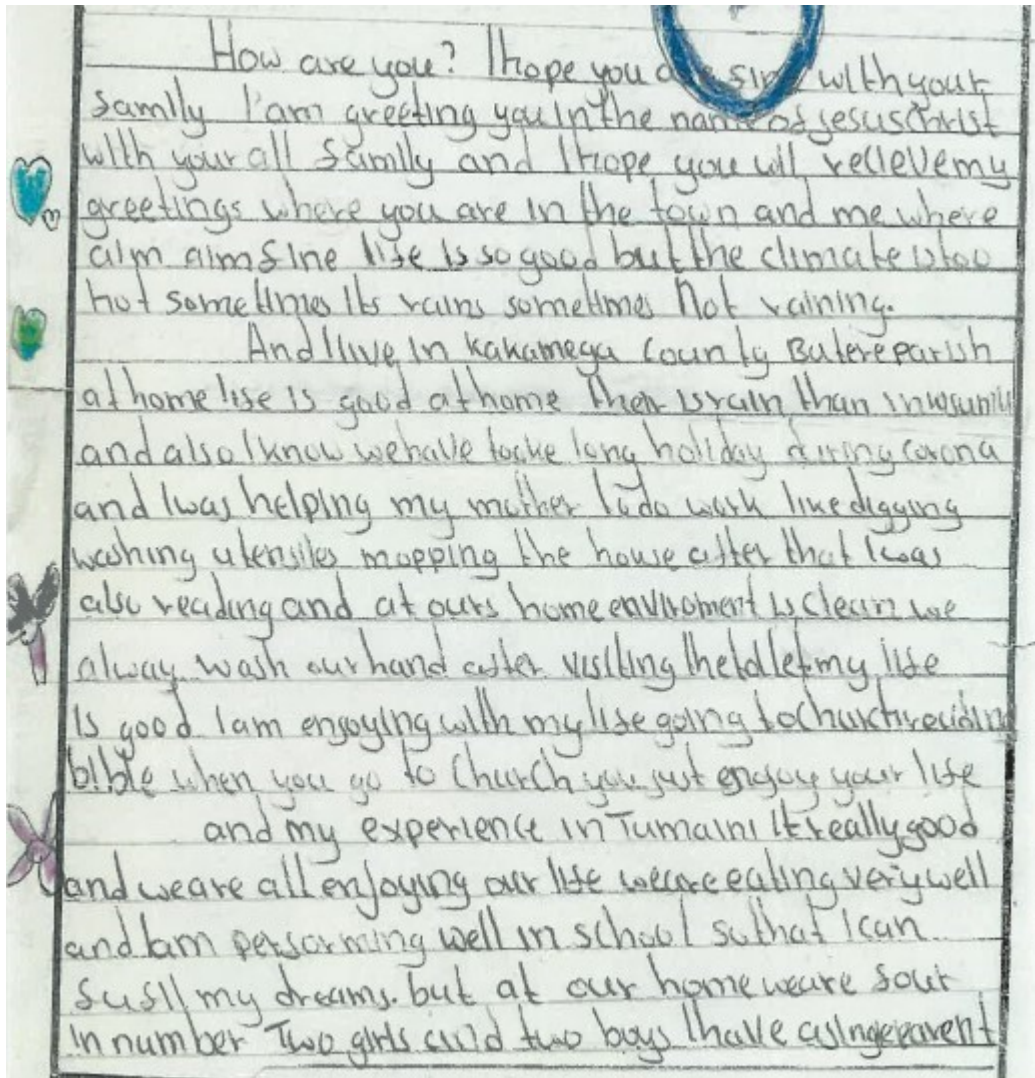 How are you? I hope you are fine with your
family I'am greeting you in the name of jesus christ
with your all family and I hope you will recieve my
greetings where you are in the town and me where
aim aim fine life is so good but the climate is too
hot sometimes its rains sometimes Not raining.
And I live in Kakamega County Butere parish
at home life is good at home their is rain than in
and also I know we have tooke long holiday during corona
and I was helping my mother to do work like digging
washing utensiles mopping the house after that I was
also reading and at ours home enviroment is clean we
alway wash our hand after visiting the toilet my life
is good I am enjoying with my life going to church reading
bible when you go to Church you just enjoy your life
and my experience in Tumaini it really good
and we are all enjoying our life we are eating very well
and Iam performing well in school so that I can
fufil my dreams. but at our home we are four
in number Two girls and two boys I have a singe parent